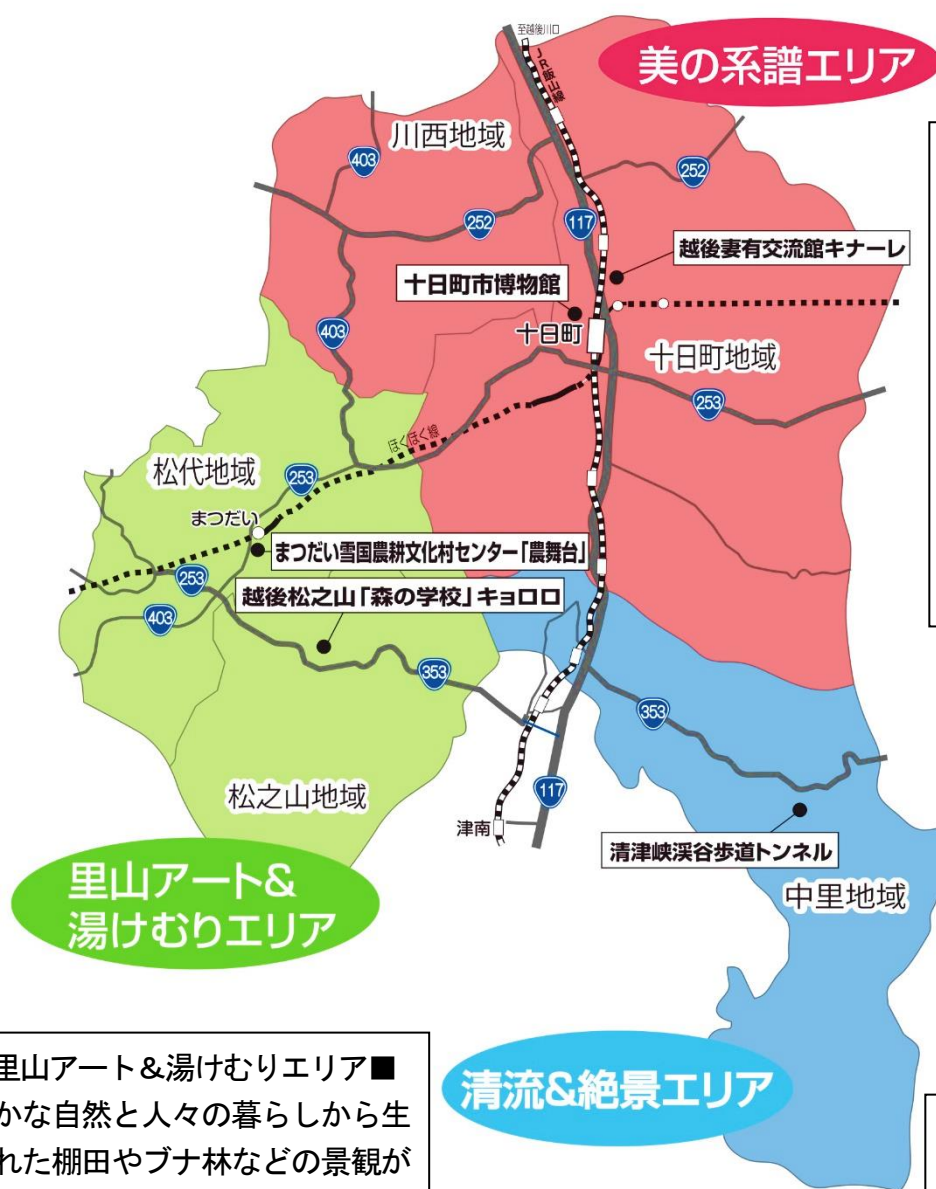 至越後川口
JR飯山線
美の系譜エリア
川西地域
403
252
252
117
越後妻有交流館キナーレ
十日町市博物館
十日町
403
十日町地域
253
ほくほく線
松代地域
253
まつだい
まつだい雪国農耕文化村センター「農舞台」
253
越後松之山「森の学校」キョロロ
403
353
353
松之山地域
117
津南
清津峡渓谷歩道トンネル
中里地域
里山アート&
湯けむりエリア
清流&絶景エリア
里山アート&湯けむりエリア■
かな自然と人々の暮らしから生
れた棚田やブナ林などの景観が